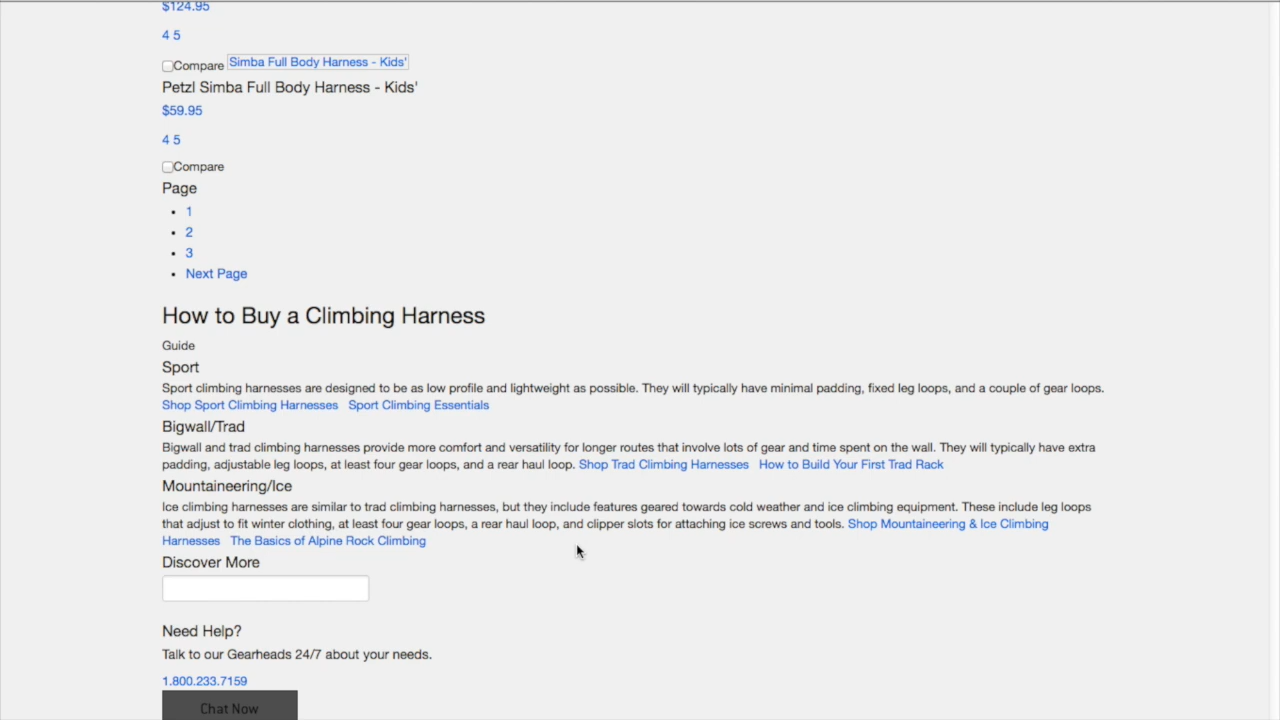 $124.95
4 5
Compare Simba Full Body Harness - Kids'
Petzl Simba Full Body Harness - Kids'
$59.95
4 5
Compare
Page
1
2
3
Next Page
How to Buy a Climbing Harness
Guide
Sport
Sport climbing harnesses are designed to be as low profile and lightweight as possible. They will typically have minimal padding, fixed leg loops, and a couple of gear loops.
Shop Sport Climbing Harnesses Sport Climbing Essentials
Bigwall/Trad
Bigwall and trad climbing harnesses provide more comfort and versatility for longer routes that involve lots of gear and time spent on the wall. They will typically have extra
padding, adjustable leg loops, at least four gear loops, and a rear haul loop. Shop Trad Climbing Harnesses How to Build Your First Trad Rack
Mountaineering/Ice
Ice climbing harnesses are similar to trad climbing harnesses, but they include features geared towards cold weather and ice climbing equipment. These include leg loops
that adjust to fit winter clothing, at least four gear loops, a rear haul loop, and clipper slots for attaching ice screws and tools. Shop Mountaineering & Ice Climbing
Harnesses The Basics of Alpine Rock Climbing
Discover More
Need Help?
Talk to our Gearheads 24/7 about your needs.
1.800.233.7159
Chat Now